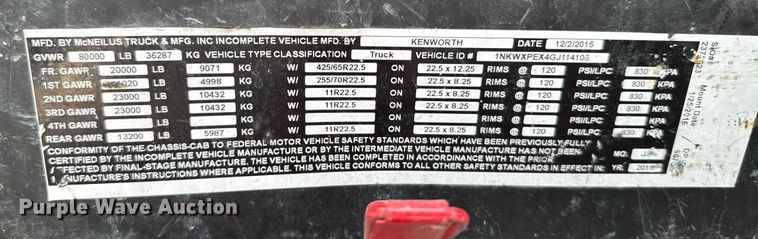 MFD. BY McNEILUS TRUCK & MFG. INC INCOMPLETE VEHICLE MFD. BY KENWORTH DATE 12/2/2015
GVWR 80000 LB 36287 KG VEHICLE TYPE CLASSIFICATION Truck VEHICLE ID # 1NKWXPEX4GJ114106
FR. GAWR 20000 LB 9071 KG W/ 425/65R22.5 ON 22.5 x 12.25 RIMS @ 120 PSI/LPC 830 KPA
1ST GAWR LB 4998 KG W/ 255/70R22.5 ON 22.5 x 8.25 RIMS @ 120 PSI/LPC 830 KPA
2ND GAWR 23000 LB 10432 KG W/ 11R22.5 ON 22.5 x 8.25 RIMS @ 120 PSI/LPC 830 KPA
3RD GAWR 23000 LB 10432 KG W/ 11R22.5 ON 22.5 x 8.25 RIMS @ 120 PSI/LPC 830 KPA
4TH GAWR LB KG W/ ON RIMS @ PSI/LPC KPA
REAR GAWR 13200 LB 5987 KG W/ 11R22.5 ON 22.5 x 8.25 RIMS @ 120 PSI/LPC 830 KPA
CONFORMITY OF THE CHASSIS-CAB TO FEDERAL MOTOR VEHICLE SAFETY STANDARDS WHICH HAVE BEEN PREVIOUSLY FULLY
CERTIFIED BY THE INCOMPLETE VEHICLE MANUFACTURER OR BY THE INTERMEDIATE VEHICLE MANUFACTURER HAS NOT BEEN
AFFECTED BY FINAL-STAGE MANUFACTURE. THE VEHICLE HAS BEEN COMPLETED IN ACCORDANCE WITH THE PRIOR MO.
MANUFACTURE'S INSTRUCTIONS WHERE APPLICABLE. THIS VEHICLE CONFORMS TO ALL OTHER SAFETY STANDARDS IN EFFECT IN: YR. 2016
Mount Date
Purple Wave Auction